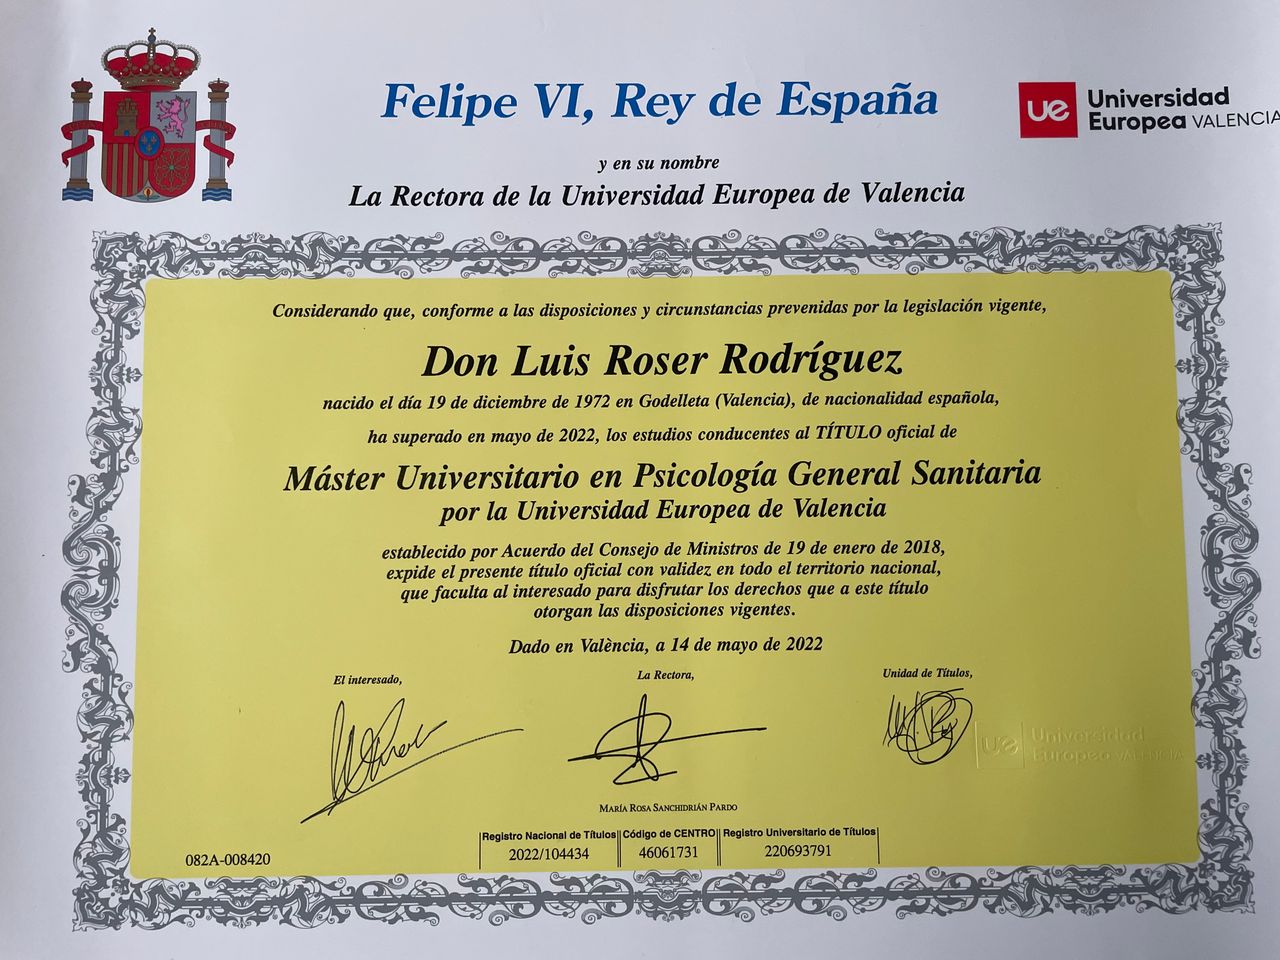 Felipe VI, Rey de España
ue Universidad
Europea VALENCIA
y en su nombre
La Rectora de la Universidad Europea de Valencia
Considerando que, conforme a las disposiciones y circunstancias prevenidas por la legislación vigente,
Don Luis Roser Rodríguez
nacido el día 19 de diciembre de 1972 en Godelleta (Valencia), de nacionalidad española,
ha superado en mayo de 2022, los estudios conducentes al TÍTULO oficial de
Máster Universitario en Psicología General Sanitaria
por la Universidad Europea de Valencia
establecido por Acuerdo del Consejo de Ministros de 19 de enero de 2018,
expide el presente título oficial con validez en todo el territorio nacional,
que faculta al interesado para disfrutar los derechos que a este título
otorgan las disposiciones vigentes.
Dado en València, a 14 de mayo de 2022
El interesado,
La Rectora,
Unidad de Títulos,
ue Universidad
Europea VALENCIA
MARÍA ROSA SANCHIDRIÁN PARDO
Registro Nacional de Títulos Código de CENTRO Registro Universitario de Títulos
2022/104434 46061731 220693791
082A-008420